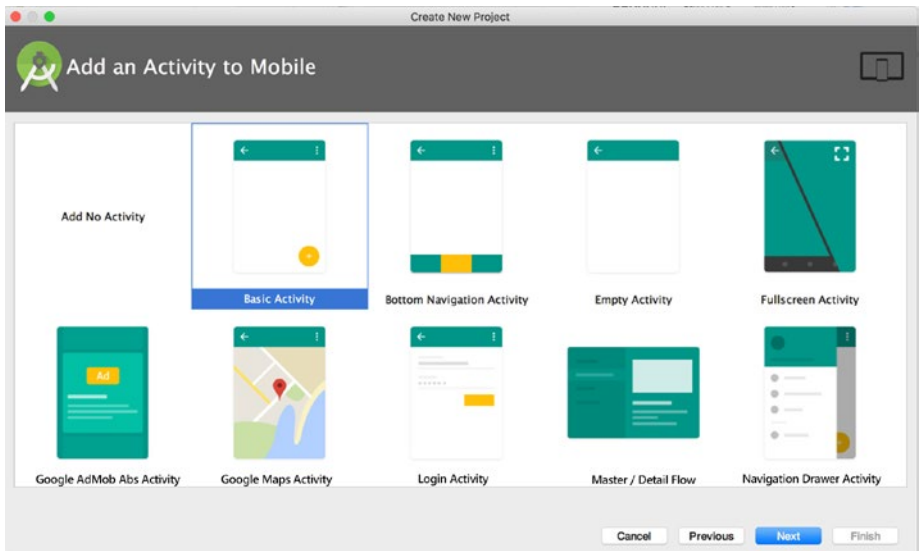 Create New Project
Add an Activity to Mobile
Add No Activity
Basic Activity
Bottom Navigation Activity
Empty Activity
Fullscreen Activity
Ad
Google AdMob Abs Activity
Google Maps Activity
Login Activity
Master / Detail Flow
Navigation Drawer Activity
Cancel
Previous
Next
Finish